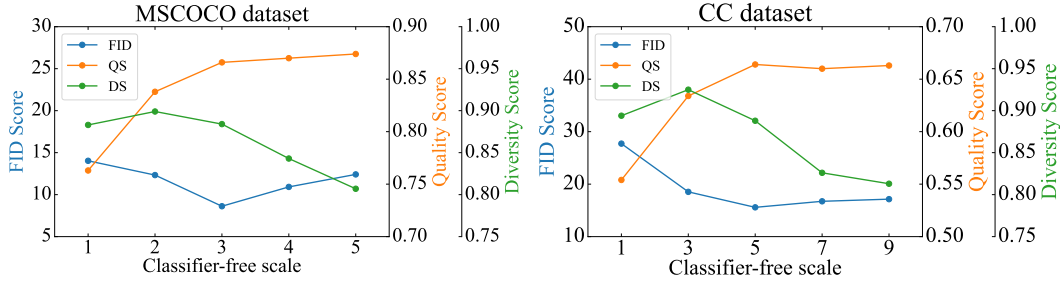 MSCOCO dataset
FID Score
30
25
20
15
10
5
FID
QS
DS
1 2 3 4 5
Classifier-free scale
0.90
0.85
0.80
0.75
0.70
Quality Score
1.00
0.95
0.90
0.85
0.80
0.75
Diversity Score
CC dataset
FID Score
50
40
30
20
10
FID
QS
DS
1 3 5 7 9
Classifier-free scale
0.70
0.65
0.60
0.55
0.50
Quality Score
1.00
0.95
0.90
0.85
0.80
0.75
Diversity Score